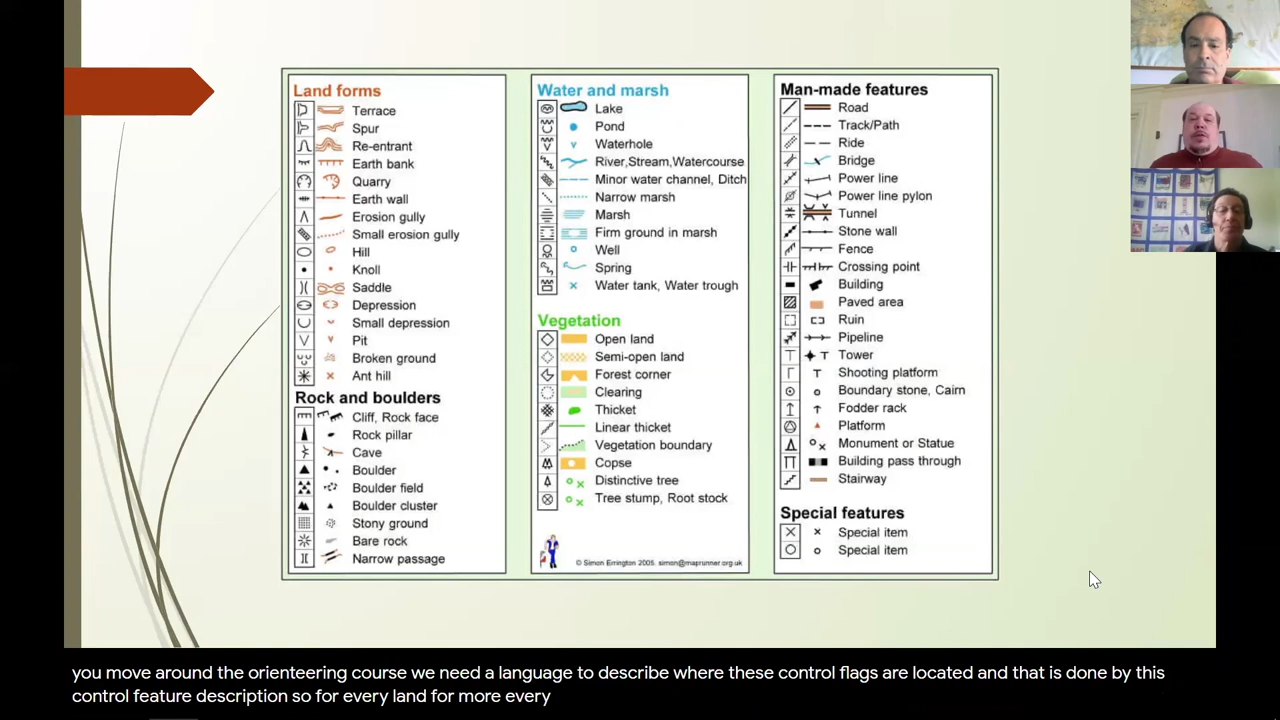 Land forms
Terrace
Spur
Re-entrant
Earth bank
Quarry
Earth wall
Erosion gully
Small erosion gully
Hill
Knoll
Saddle
Depression
Small depression
Pit
Broken ground
Ant hill
Rock and boulders
Cliff, Rock face
Rock pillar
Cave
Boulder
Boulder field
Boulder cluster
Stony ground
Bare rock
Narrow passage
Water and marsh
Lake
Pond
Waterhole
River,Stream,Watercourse
Minor water channel, Ditch
Narrow marsh
Marsh
Firm ground in marsh
Well
Spring
Water tank, Water trough
Vegetation
Open land
Semi-open land
Forest corner
Clearing
Thicket
Linear thicket
Vegetation boundary
Copse
Distinctive tree
Tree stump, Root stock
© Simon Errington 2005. simon@maprunner.org.uk
Man-made features
Road
Track/Path
Ride
Bridge
Power line
Power line pylon
Tunnel
Stone wall
Fence
Crossing point
Building
Paved area
Ruin
Pipeline
Tower
Shooting platform
Boundary stone, Cairn
Fodder rack
Platform
Monument or Statue
Building pass through
Stairway
Special features
Special item
Special item
you move around the orienteering course we need a language to describe where these control flags are located and that is done by this
control feature description so for every land for more every